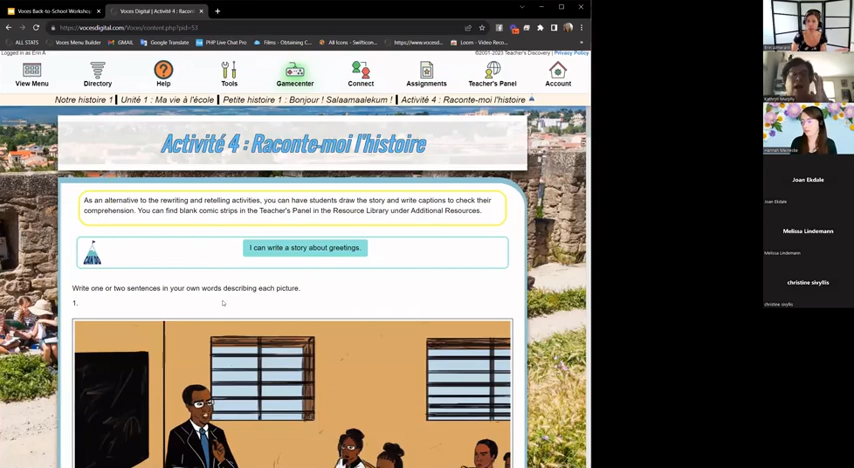 Voces Back-to-School Workshop
Voces Digital | Activité 4 : Racon
vocesdigital.com/Voces/content.php?pid=53
ALL STATS
Voces Menu Builder
GMAIL
Google Translate
PHP Live Chat Pro
Films - Obtaining C...
All Icons - Swifticon...
https://www.vocesd...
Loom - Video Reco...
Logged in as Erin A
©2001-2023 Teacher's Discovery | Privacy Policy
View Menu
Directory
Help
Tools
Gamecenter
Connect
Assignments
Teacher's Panel
Account
Notre histoire 1 | Unité 1 : Ma vie à l'école | Petite histoire 1 : Bonjour ! Salaamaalekum ! | Activité 4 : Raconte-moi l'histoire
Activité 4 : Raconte-moi l'histoire
As an alternative to the rewriting and retelling activities, you can have students draw the story and write captions to check their
comprehension. You can find blank comic strips in the Teacher's Panel in the Resource Library under Additional Resources.
I can write a story about greetings.
Write one or two sentences in your own words describing each picture.
1.
Joan Ekdale
Joan Ekdale
Melissa Lindemann
Melissa Lindemann
christine sivyllis
christine sivyllis